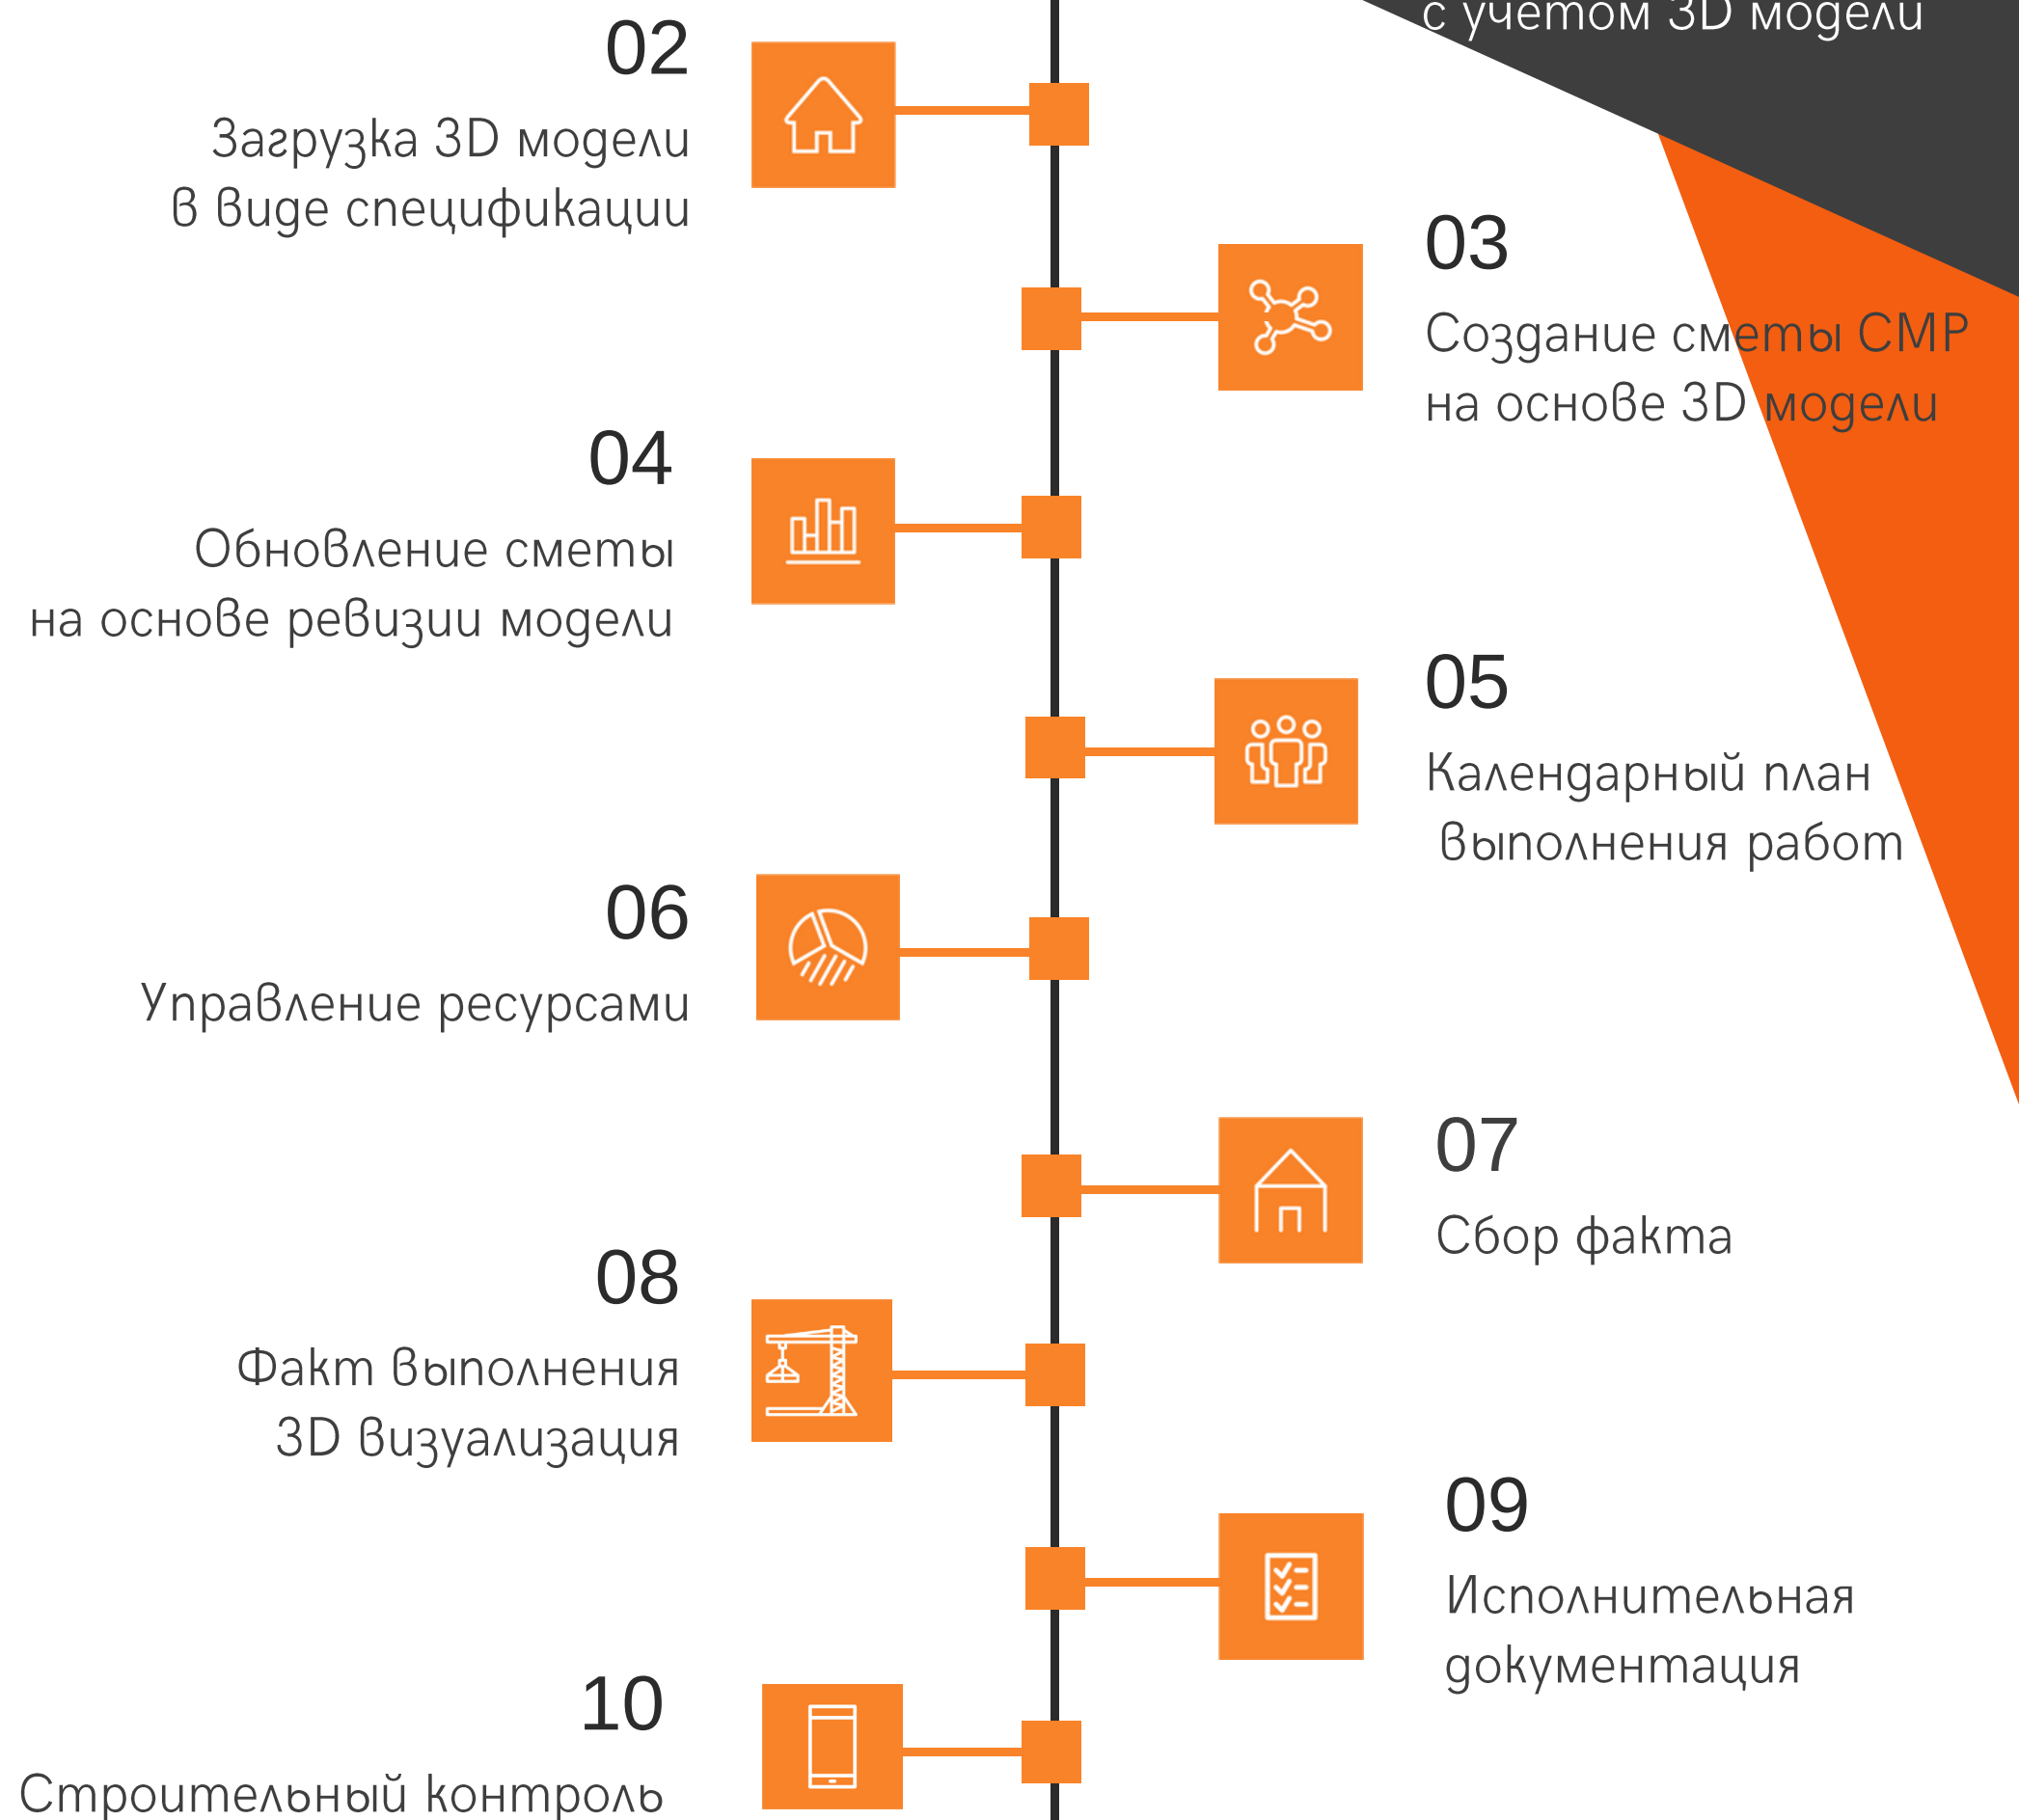 с учетом 3D модели
02
Загрузка 3D модели
в виде спецификации
03
Создание сметы СМР
на основе 3D модели
04
Обновление сметы
на основе ревизии модели
05
Календарный план
выполнения работ
06
Управление ресурсами
07
Сбор факта
08
Факт выполнения
3D визуализация
09
Исполнительная
документация
10
Строительный контроль